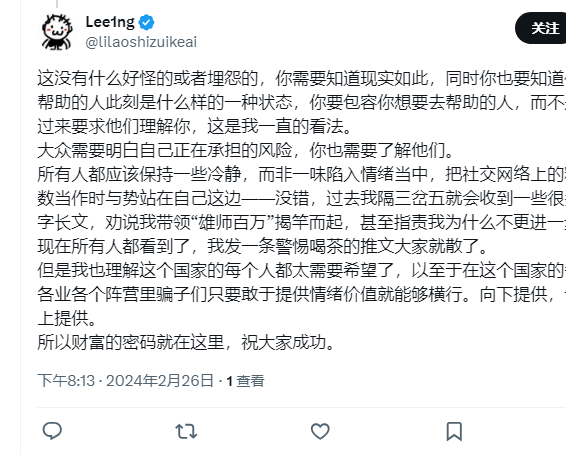 Lee1ng
@lilaoshizuikeai
关注
这没有什么好怪的或者埋怨的，你需要知道现实如此，同时你也要知道
帮助的人此刻是什么样的一种状态，你要包容你想要去帮助的人，而不
过来要求他们理解你，这是我一直的看法。
大众需要明白自己正在承担的风险，你也需要了解他们。
所有人都应该保持一些冷静，而非一味陷入情绪当中，把社交网络上的
数当作时与势站在自己这边——没错，过去我隔三岔五就会收到一些很
字长文，劝说我带领“雄师百万”揭竿而起，甚至指责我为什么不更进一
现在所有人都看到了，我发一条警惕喝茶的推文大家就散了。
但是我也理解这个国家的每个人都太需要希望了，以至于在这个国家的
各业各个阵营里骗子们只要敢于提供情绪价值就能够横行。向下提供，
上提供。
所以财富的密码就在这里，祝大家成功。
下午8:13 · 2024年2月26日 · 1 查看